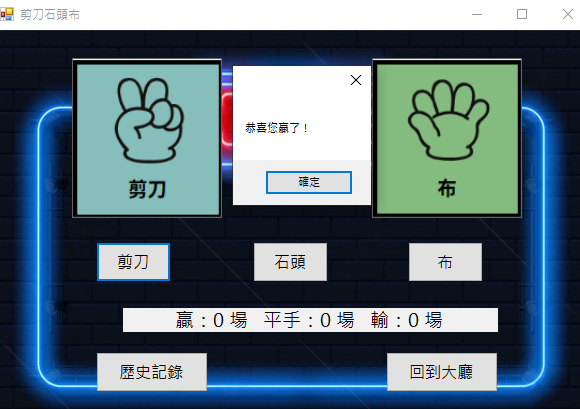 剪刀石頭布
恭喜您贏了！
確定
剪刀
布
剪刀
石頭
布
贏：0 場 平手：0 場 輸：0 場
歷史記錄
回到大廳